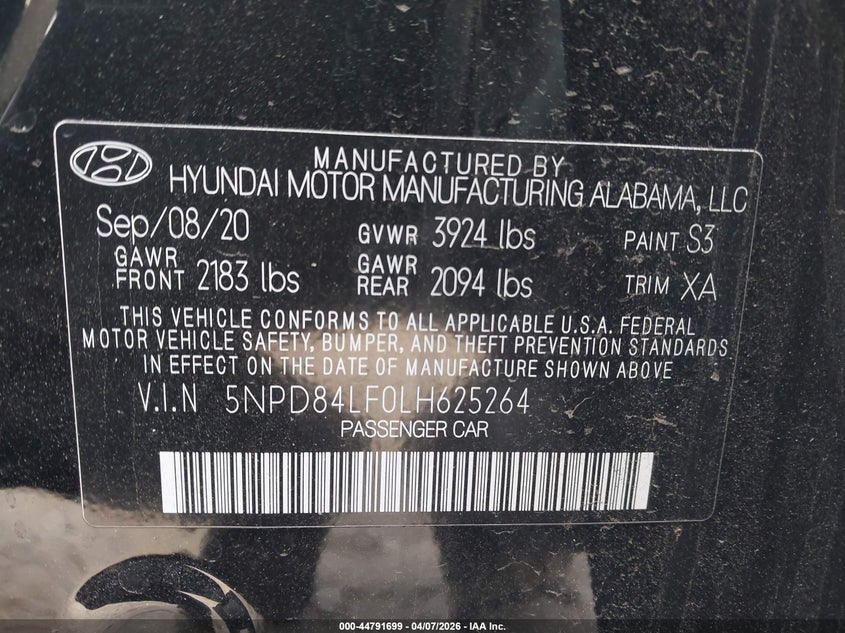 MANUFACTURED BY
HYUNDAI MOTOR MANUFACTURING ALABAMA, LLC
Sep/08/20 GVWR 3924 lbs PAINT S3
GAWR FRONT 2183 lbs GAWR REAR 2094 lbs TRIM XA
THIS VEHICLE CONFORMS TO ALL APPLICABLE U.S.A. FEDERAL
MOTOR VEHICLE SAFETY, BUMPER, AND THEFT PREVENTION STANDARDS
IN EFFECT ON THE DATE OF MANUFACTURE SHOWN ABOVE
V.I.N 5NPD84LF0LH625264
PASSENGER CAR
000-44791699 - 04/07/2026 - IAA Inc.